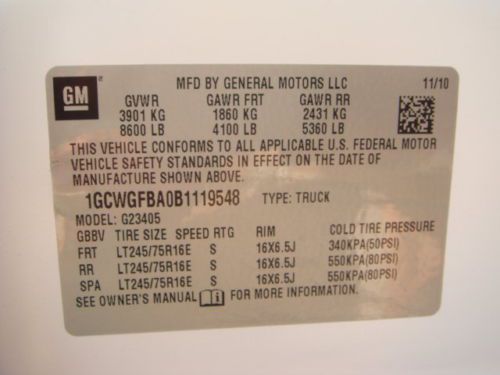 GM
MFD BY GENERAL MOTORS LLC 11/10
GVWR GAWR FRT GAWR RR
3901 KG 1860 KG 2431 KG
8600 LB 4100 LB 5360 LB
THIS VEHICLE CONFORMS TO ALL APPLICABLE U.S. FEDERAL MOTOR
VEHICLE SAFETY STANDARDS IN EFFECT ON THE DATE OF
MANUFACTURE SHOWN ABOVE.
1GCWGFBA0B1119548 TYPE: TRUCK
MODEL: G23405
GBBV TIRE SIZE SPEED RTG RIM COLD TIRE PRESSURE
FRT LT245/75R16E S 16X6.5J 340KPA(50PSI)
RR LT245/75R16E S 16X6.5J 550KPA(80PSI)
SPA LT245/75R16E S 16X6.5J 550KPA(80PSI)
SEE OWNER'S MANUAL FOR MORE INFORMATION.